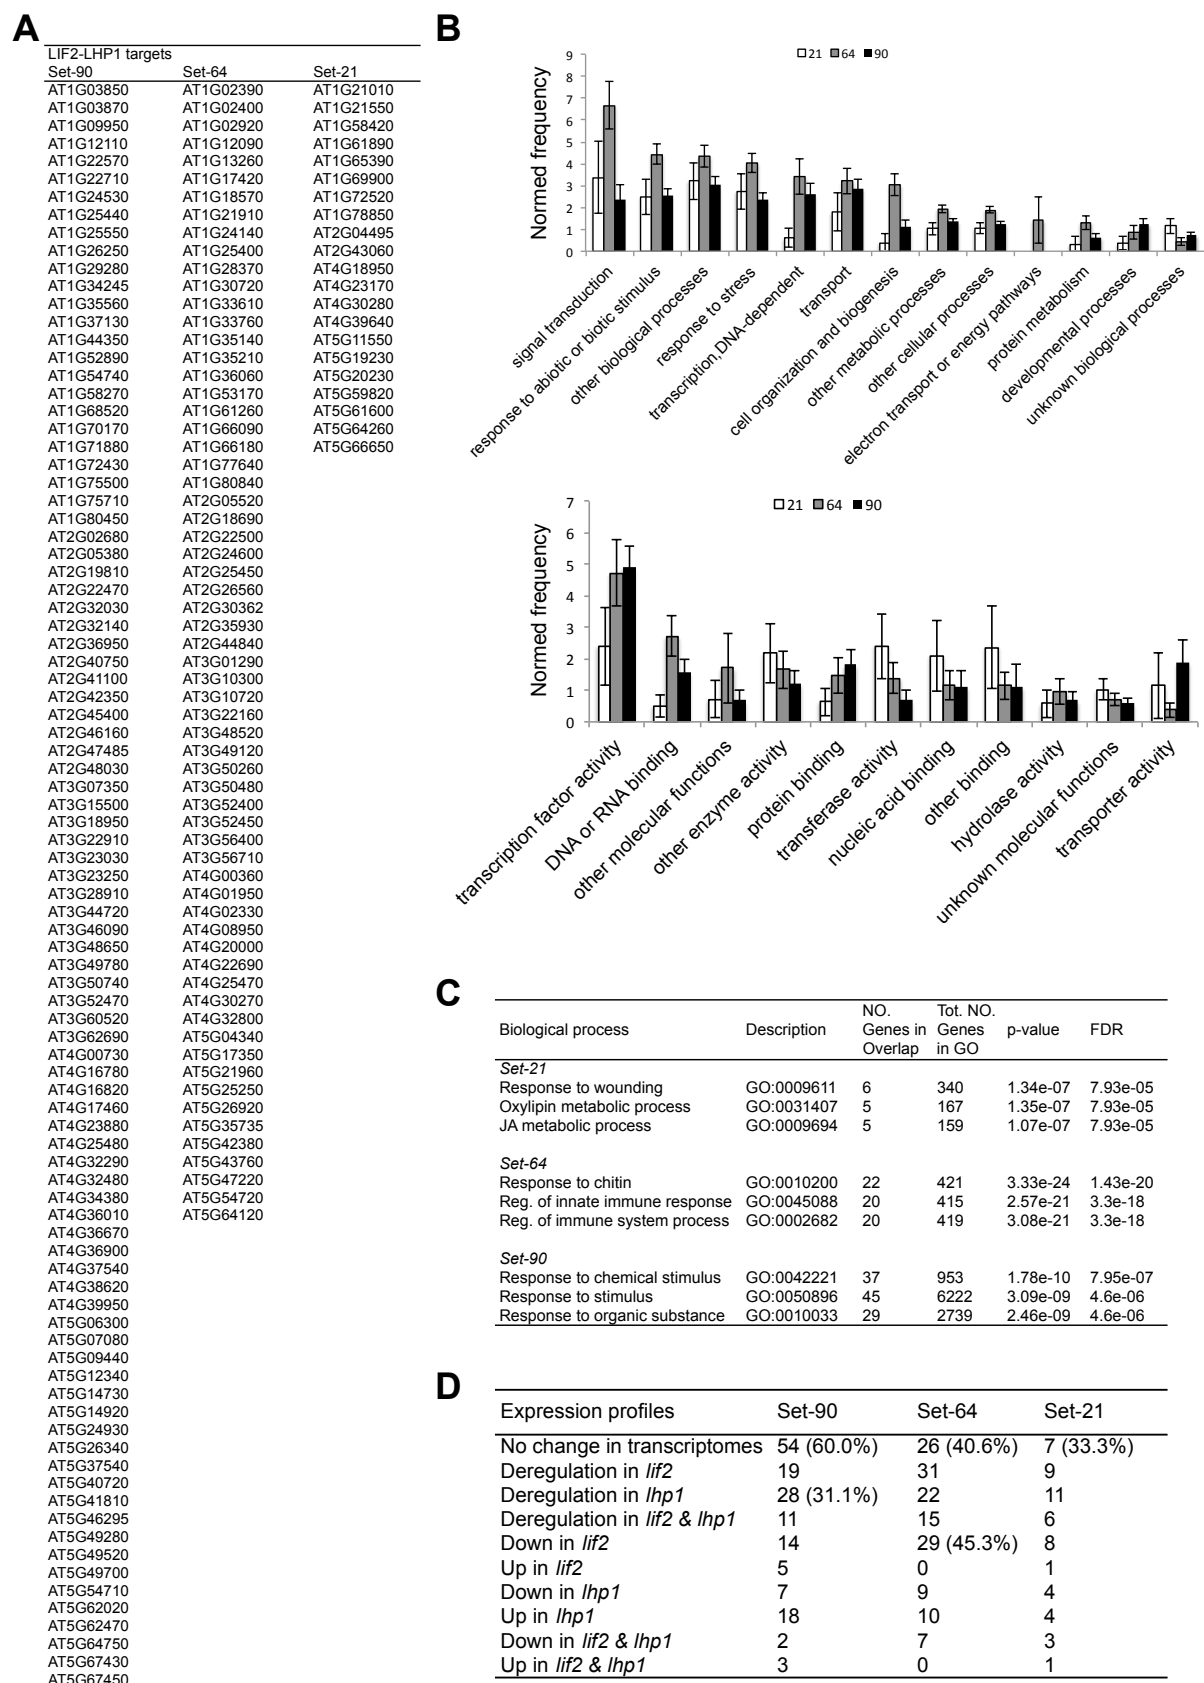 A
LIF2-LHP1 targets
Set-90 Set-64 Set-21
AT1G03850 AT1G02390 AT1G21010
AT1G03870 AT1G02400 AT1G21550
AT1G09950 AT1G02920 AT1G58420
AT1G12110 AT1G12090 AT1G61890
AT1G22570 AT1G13260 AT1G65390
AT1G22710 AT1G17420 AT1G69900
AT1G24530 AT1G18570 AT1G72520
AT1G25440 AT1G21910 AT1G78850
AT1G25550 AT1G24140 AT2G04495
AT1G26250 AT1G25400 AT2G43060
AT1G29280 AT1G28370 AT4G18950
AT1G34245 AT1G30720 AT4G23170
AT1G35560 AT1G33610 AT4G30280
AT1G37130 AT1G33760 AT4G39640
AT1G44350 AT1G35140 AT5G11550
AT1G52890 AT1G35210 AT5G19230
AT1G54740 AT1G36060 AT5G20230
AT1G58270 AT1G53170 AT5G59820
AT1G68520 AT1G61260 AT5G61600
AT1G70170 AT1G66090 AT5G64260
AT1G71880 AT1G66180 AT5G66650
AT1G72430 AT1G77640
AT1G75500 AT1G80840
AT1G75710 AT2G05520
AT1G80450 AT2G18690
AT2G02680 AT2G22500
AT2G05380 AT2G24600
AT2G19810 AT2G25450
AT2G22470 AT2G26560
AT2G32030 AT2G30362
AT2G32140 AT2G35930
AT2G36950 AT2G44840
AT2G40750 AT3G01290
AT2G41100 AT3G10300
AT2G42350 AT3G10720
AT2G45400 AT3G22160
AT2G46160 AT3G48520
AT2G47485 AT3G49120
AT2G48030 AT3G50260
AT3G07350 AT3G50480
AT3G15500 AT3G52400
AT3G18950 AT3G52450
AT3G22910 AT3G56400
AT3G23030 AT3G56710
AT3G23250 AT4G00360
AT3G28910 AT4G01950
AT3G44720 AT4G02330
AT3G46090 AT4G08950
AT3G48650 AT4G20000
AT3G49780 AT4G22690
AT3G50740 AT4G25470
AT3G52470 AT4G30270
AT3G60520 AT4G32800
AT3G62690 AT5G04340
AT4G00730 AT5G17350
AT4G16780 AT5G21960
AT4G16820 AT5G25250
AT4G17460 AT5G26920
AT4G23880 AT5G35735
AT4G25480 AT5G42380
AT4G32290 AT5G43760
AT4G32480 AT5G47220
AT4G34380 AT5G54720
AT4G36010 AT5G64120
AT4G36670
AT4G36900
AT4G37540
AT4G38620
AT4G39950
AT5G06300
AT5G07080
AT5G09440
AT5G12340
AT5G14730
AT5G14920
AT5G24930
AT5G26340
AT5G37540
AT5G40720
AT5G41810
AT5G46295
AT5G49280
AT5G49520
AT5G49700
AT5G54710
AT5G62020
AT5G62470
AT5G64750
AT5G67430
AT5G67450
B
21 64 90
Normed frequency
9
8
7
6
5
4
3
2
1
0
signal transduction
response to abiotic or biotic stimulus
other biological processes
response to stress
transcription, DNA-dependent
transport
cell organization and biogenesis
other metabolic processes
other cellular processes
electron transport or energy pathways
protein metabolism
developmental processes
unknown biological processes
21 64 90
Normed frequency
7
6
5
4
3
2
1
0
transcription factor activity
DNA or RNA binding
other molecular functions
other enzyme activity
protein binding
transferase activity
nucleic acid binding
other binding
hydrolase activity
unknown molecular functions
transporter activity
C
Biological process Description NO. Genes in Overlap Tot. NO. Genes in GO p-value FDR
Set-21
Response to wounding GO:0009611 6 340 1.34e-07 7.93e-05
Oxylipin metabolic process GO:0031407 5 167 1.35e-07 7.93e-05
JA metabolic process GO:0009694 5 159 1.07e-07 7.93e-05
Set-64
Response to chitin GO:0010200 22 421 3.33e-24 1.43e-20
Reg. of innate immune response GO:0045088 20 415 2.57e-21 3.3e-18
Reg. of immune system process GO:0002682 20 419 3.08e-21 3.3e-18
Set-90
Response to chemical stimulus GO:0042221 37 953 1.78e-10 7.95e-07
Response to stimulus GO:0050896 45 6222 3.09e-09 4.6e-06
Response to organic substance GO:0010033 29 2739 2.46e-09 4.6e-06
D
Expression profiles Set-90 Set-64 Set-21
No change in transcriptomes 54 (60.0%) 26 (40.6%) 7 (33.3%)
Deregulation in lif2 19 31 9
Deregulation in lhp1 28 (31.1%) 22 11
Deregulation in lif2 & lhp1 11 15 6
Down in lif2 14 29 (45.3%) 8
Up in lif2 5 0 1
Down in lhp1 7 9 4
Up in lhp1 18 10 4
Down in lif2 & lhp1 2 7 3
Up in lif2 & lhp1 3 0 1